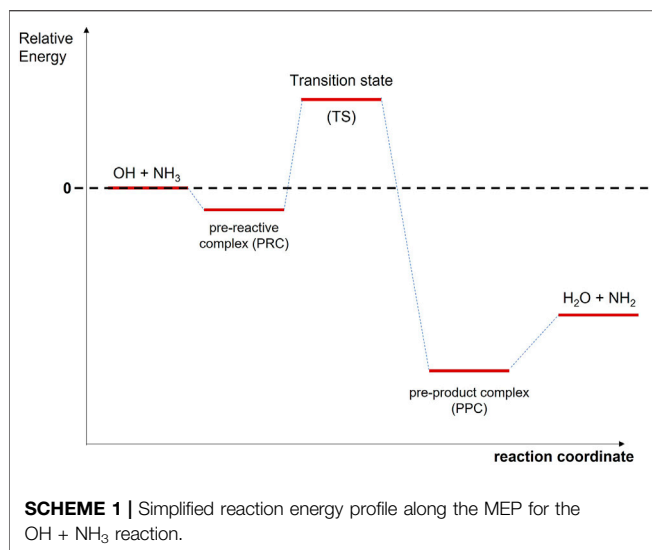 Relative
Energy
Transition state
(TS)
OH + NH₃
0
pre-reactive
complex (PRC)
H₂O + NH₂
pre-product complex
(PPC)
reaction coordinate
SCHEME 1 | Simplified reaction energy profile along the MEP for the
OH + NH₃ reaction.